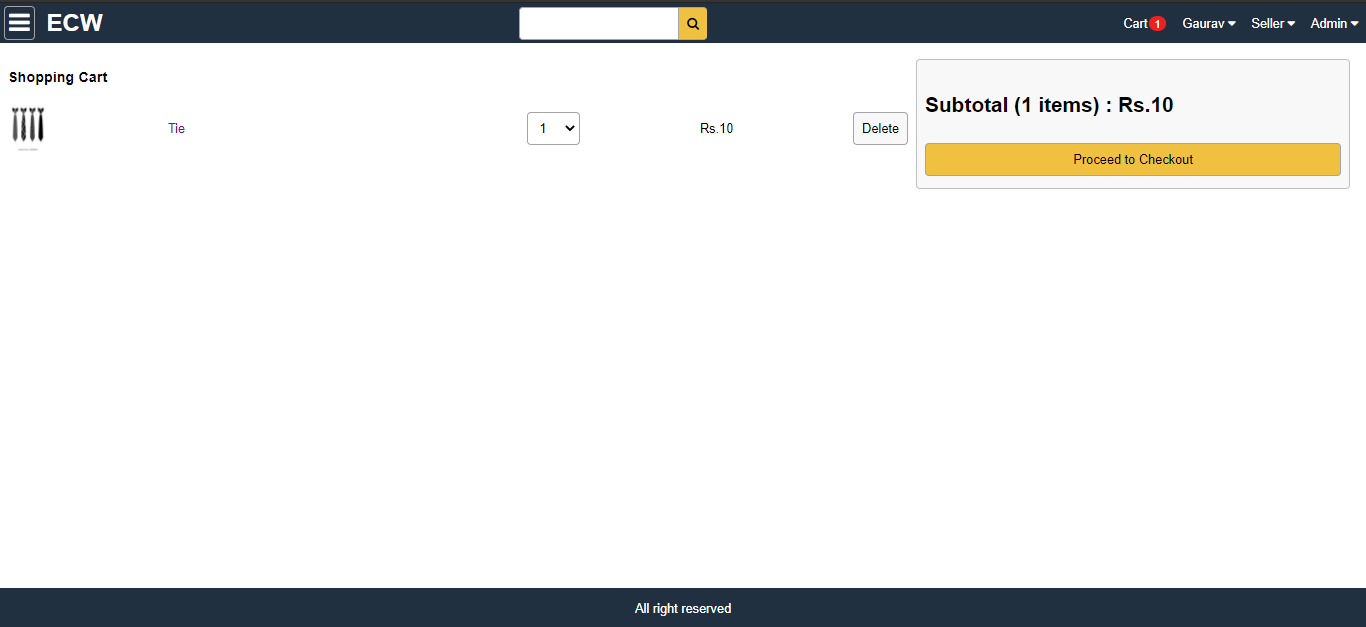 ECW
Cart 1 Gaurav Seller Admin
Shopping Cart
Tie 1 Rs.10 Delete
Subtotal (1 items) : Rs.10
Proceed to Checkout
All right reserved